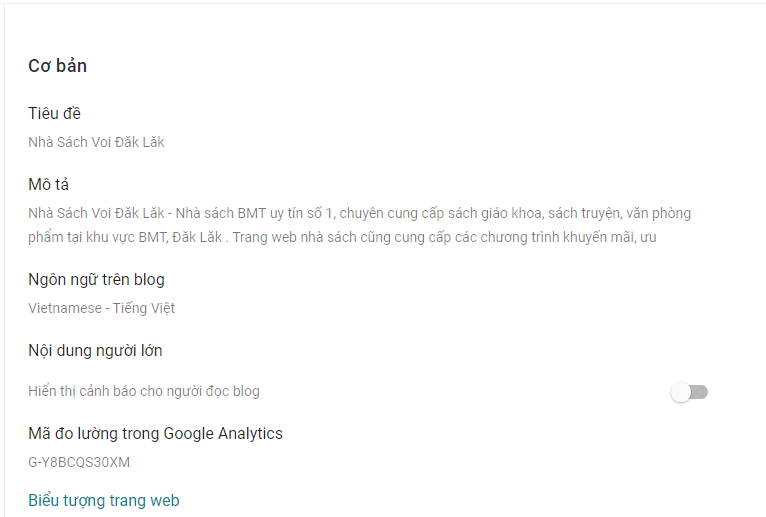 Cơ bản
Tiêu đề
Nhà Sách Voi Đăk Lăk
Mô tả
Nhà Sách Voi Đăk Lăk - Nhà sách BMT uy tín số 1, chuyên cung cấp sách giáo khoa, sách truyện, văn phòng
phẩm tại khu vực BMT, Đăk Lăk . Trang web nhà sách cũng cung cấp các chương trình khuyến mãi, ưu
Ngôn ngữ trên blog
Vietnamese - Tiếng Việt
Nội dung người lớn
Hiển thị cảnh báo cho người đọc blog
Mã đo lường trong Google Analytics
G-Y8BCQS30XM
Biểu tượng trang web